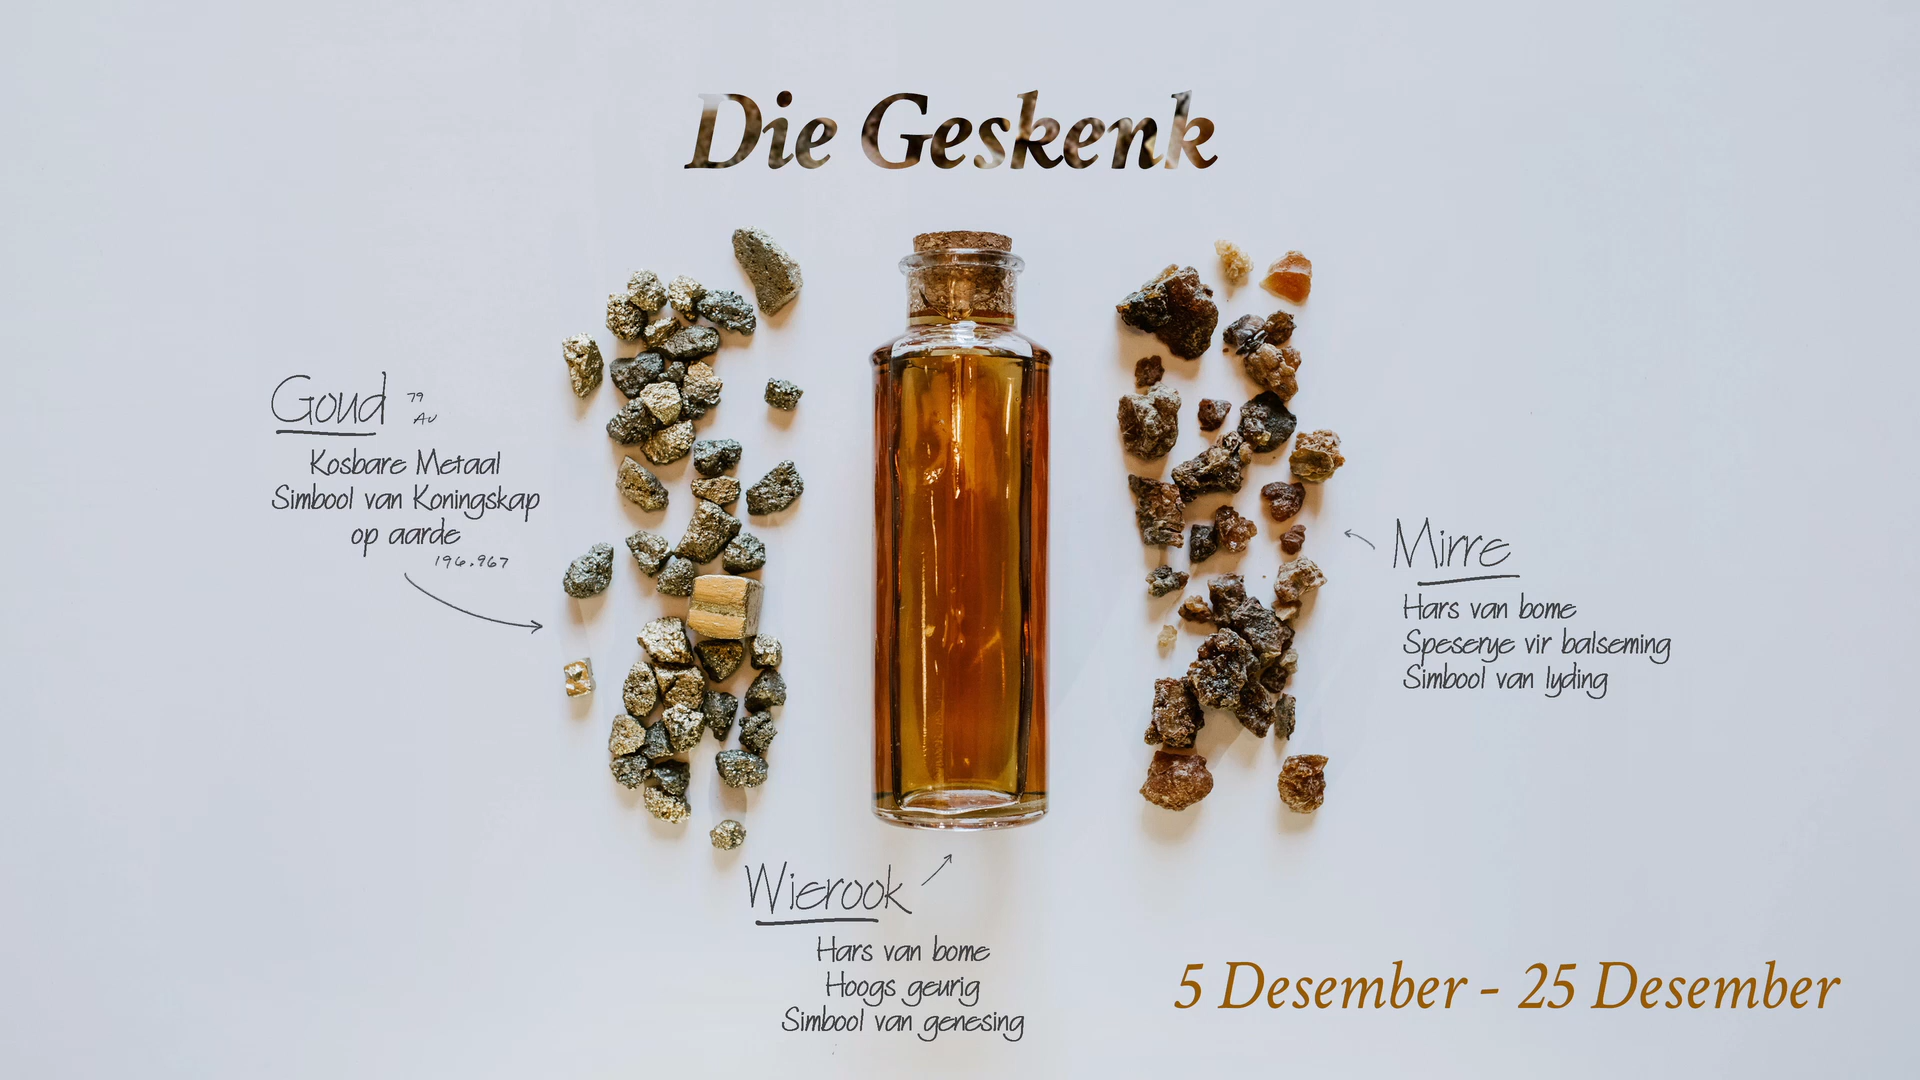 Die Geskenk
Goud 79
Au
Kosbare Metaal
Simbool van Koningskap
op aarde
196.967
Mirre
Hars van bome
Speserye vir balseming
Simbool van lyding
Wierook
Hars van bome
Hoogs geurig
Simbool van genesing
5 Desember - 25 Desember